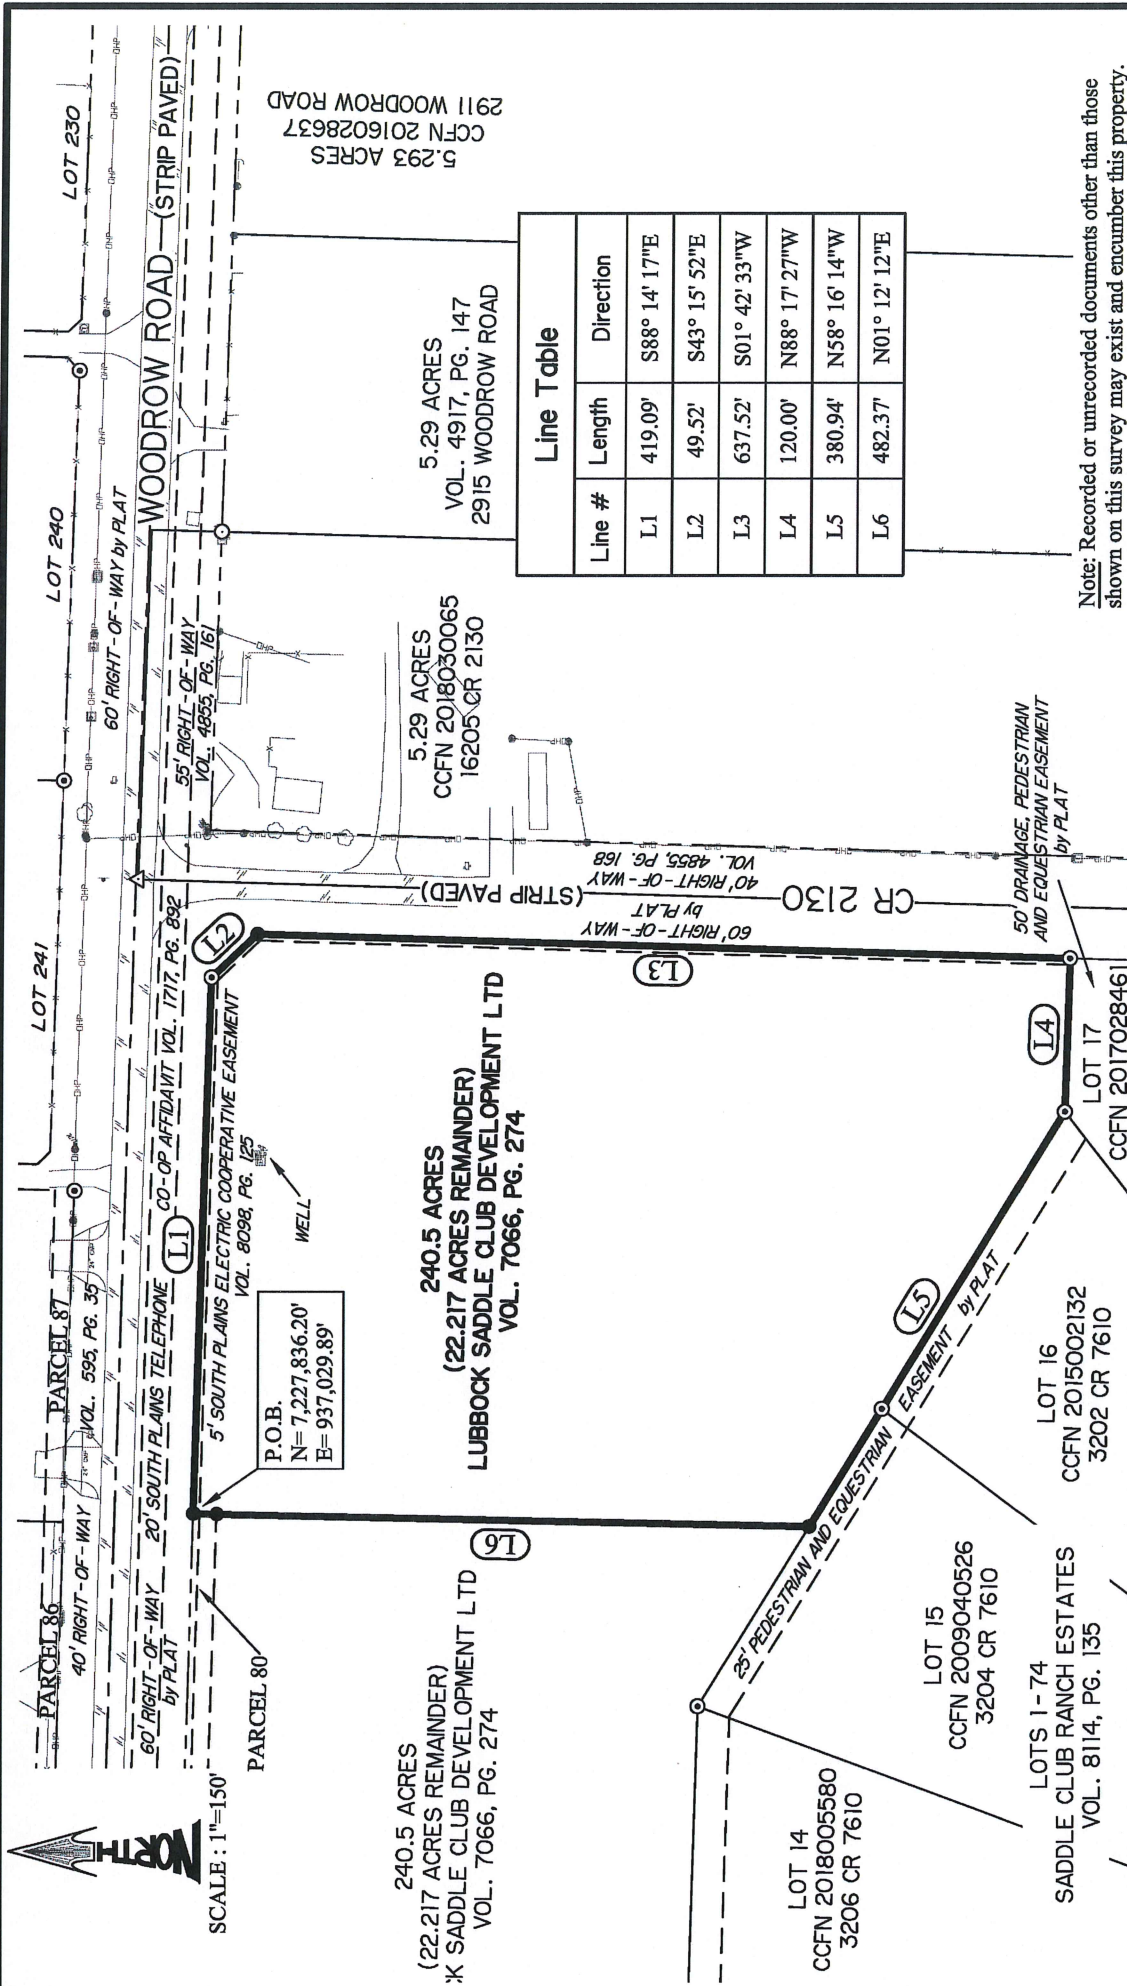 LOT 241
LOT 240
LOT 230
PARCEL 86
PARCEL 87
40' RIGHT-OF-WAY VOL. 595, PG. 35
60' RIGHT-OF-WAY by PLAT
WOODROW ROAD (STRIP PAVED)
60' RIGHT-OF-WAY
by PLAT
20' SOUTH PLAINS TELEPHONE CO-OP AFFIDAVIT VOL. 1717, PG. 892
55' RIGHT-OF-WAY
VOL. 4855, PG. 161
L1
L2
5' SOUTH PLAINS ELECTRIC COOPERATIVE EASEMENT
VOL. 8098, PG. 125
WELL
P.O.B.
N= 7,227,836.20'
E= 937,029.89'
PARCEL 80
NORTH
SCALE : 1"=150'
5.293 ACRES
CCFN 2016028637
2911 WOODROW ROAD
5.29 ACRES
VOL. 4917, PG. 147
2915 WOODROW ROAD
5.29 ACRES
CCFN 2018030065
16205 CR 2130
240.5 ACRES
(22.217 ACRES REMAINDER)
LUBBOCK SADDLE CLUB DEVELOPMENT LTD
VOL. 7066, PG. 274
240.5 ACRES
(22.217 ACRES REMAINDER)
CK SADDLE CLUB DEVELOPMENT LTD
VOL. 7066, PG. 274
L6
L3
60' RIGHT-OF-WAY
by PLAT
40' RIGHT-OF-WAY
VOL. 4855, PG. 168
CR 2130 (STRIP PAVED)
Line Table
Line # Length Direction
L1 419.09' S88° 14' 17"E
L2 49.52' S43° 15' 52"E
L3 637.52' S01° 42' 33"W
L4 120.00' N88° 17' 27"W
L5 380.94' N58° 16' 14"W
L6 482.37' N01° 12' 12"E
L5
L4
25' PEDESTRIAN AND EQUESTRIAN EASEMENT by PLAT
50' DRAINAGE, PEDESTRIAN
AND EQUESTRIAN EASEMENT
by PLAT
LOT 14
CCFN 2018005580
3206 CR 7610
LOT 15
CCFN 2009040526
3204 CR 7610
LOT 16
CCFN 2015002132
3202 CR 7610
LOT 17
CCFN 2017028461
LOTS 1-74
SADDLE CLUB RANCH ESTATES
VOL. 8114, PG. 135
Note: Recorded or unrecorded documents other than those
shown on this survey may exist and encumber this property.